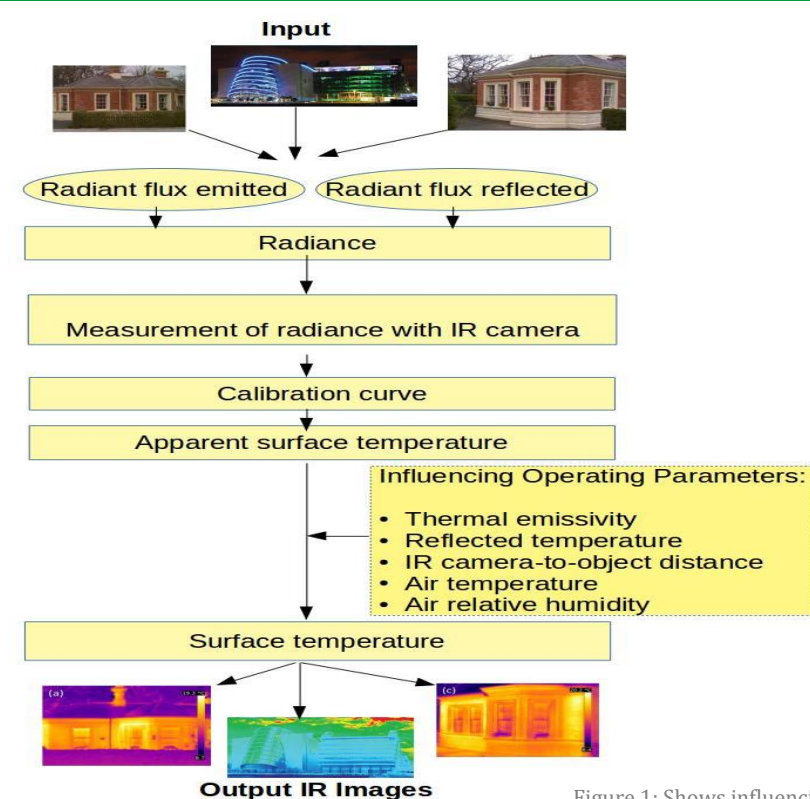 Input
Radiant flux emitted
Radiant flux reflected
Radiance
Measurement of radiance with IR camera
Calibration curve
Apparent surface temperature
Influencing Operating Parameters:
• Thermal emissivity
• Reflected temperature
• IR camera-to-object distance
• Air temperature
• Air relative humidity
Surface temperature
(a)
(c)
Output IR Images
Figure 1: Shows influenc